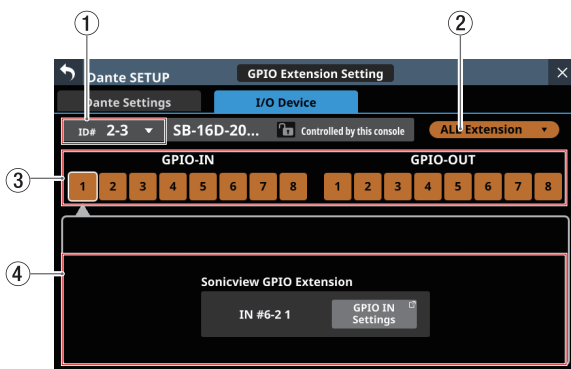 ① ②
Dante SETUP GPIO Extension Setting ×
Dante Settings I/O Device
ID# 2-3 SB-16D-20... Controlled by this console ALL Extension
GPIO-IN GPIO-OUT
③ 1 2 3 4 5 6 7 8 1 2 3 4 5 6 7 8
④
Sonicview GPIO Extension
IN #6-2 1 GPIO IN
Settings